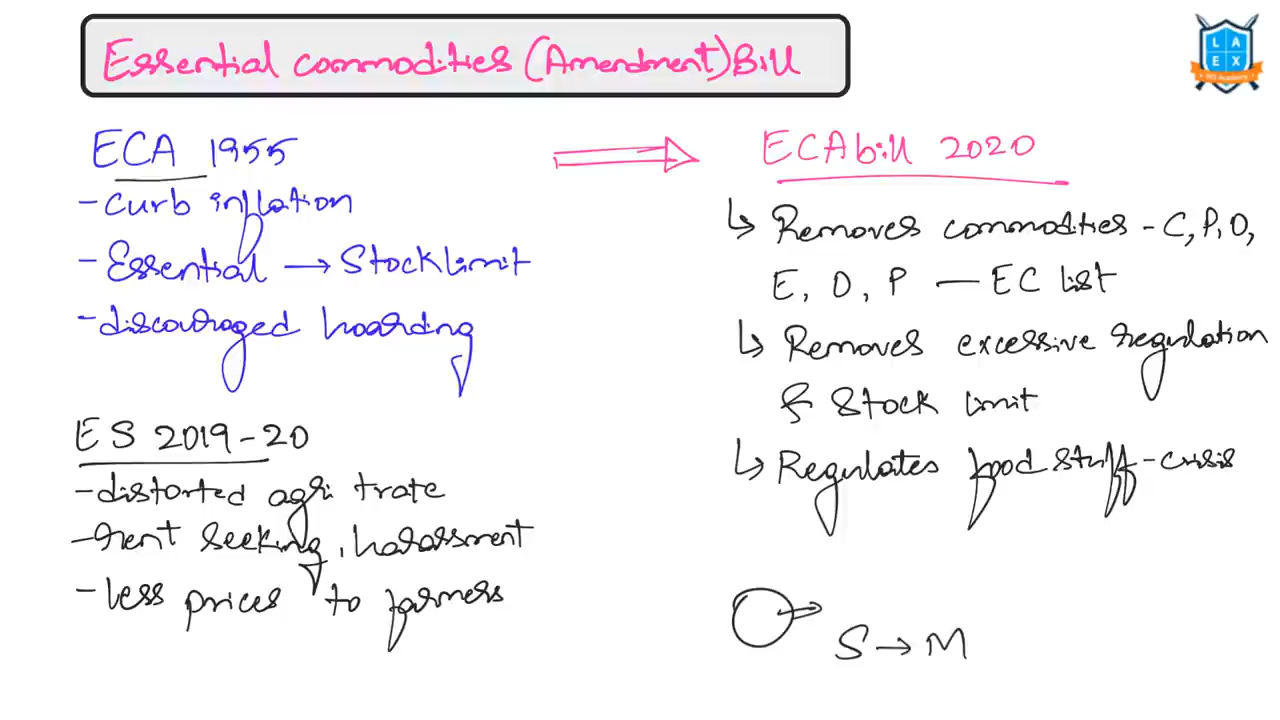 Essential commodities (Amendment) Bill
L A
E X
ECA 1955
- curb inflation
- Essential → Stock limit
- discouraged hoarding
ES 2019-20
- distorted agri trate
- rent seeking, harassment
- less prices to farmers
ECA bill 2020
↳ Removes commodities - C, P, O,
E, O, P — EC list
↳ Removes excessive regulation
& Stock limit
↳ Regulates food stuff - crisis
S → M